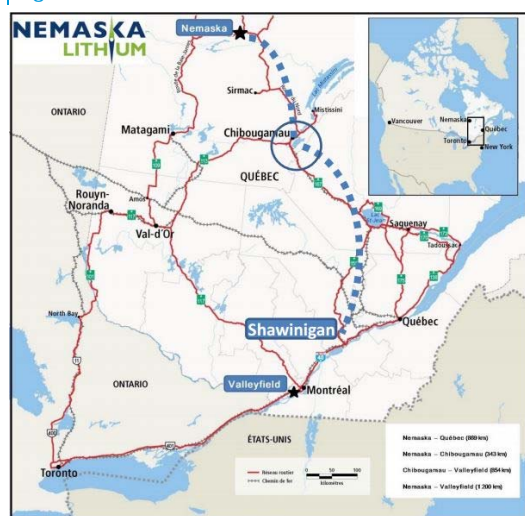 NEMASKA
LITHIUM
Nemaska
Sirmac
Mistissini
ONTARIO
Matagami
Chibougamau
QUÉBEC
Rouyn-
Noranda
Amos
Val-d'Or
Saguenay
Tadoussac
North Bay
Shawinigan
Québec
ONTARIO
Valleyfield
Montréal
ÉTATS-UNIS
Toronto
Réseau routier
Chemin de fer
0 50 100
kilomètres
Vancouver
Nemaska
Québec
Toronto
New York
Nemaska – Québec (869 km)
Nemaska – Chibougamau (343 km)
Chibougamau – Valleyfield (854 km)
Nemaska – Valleyfield (1 200 km)